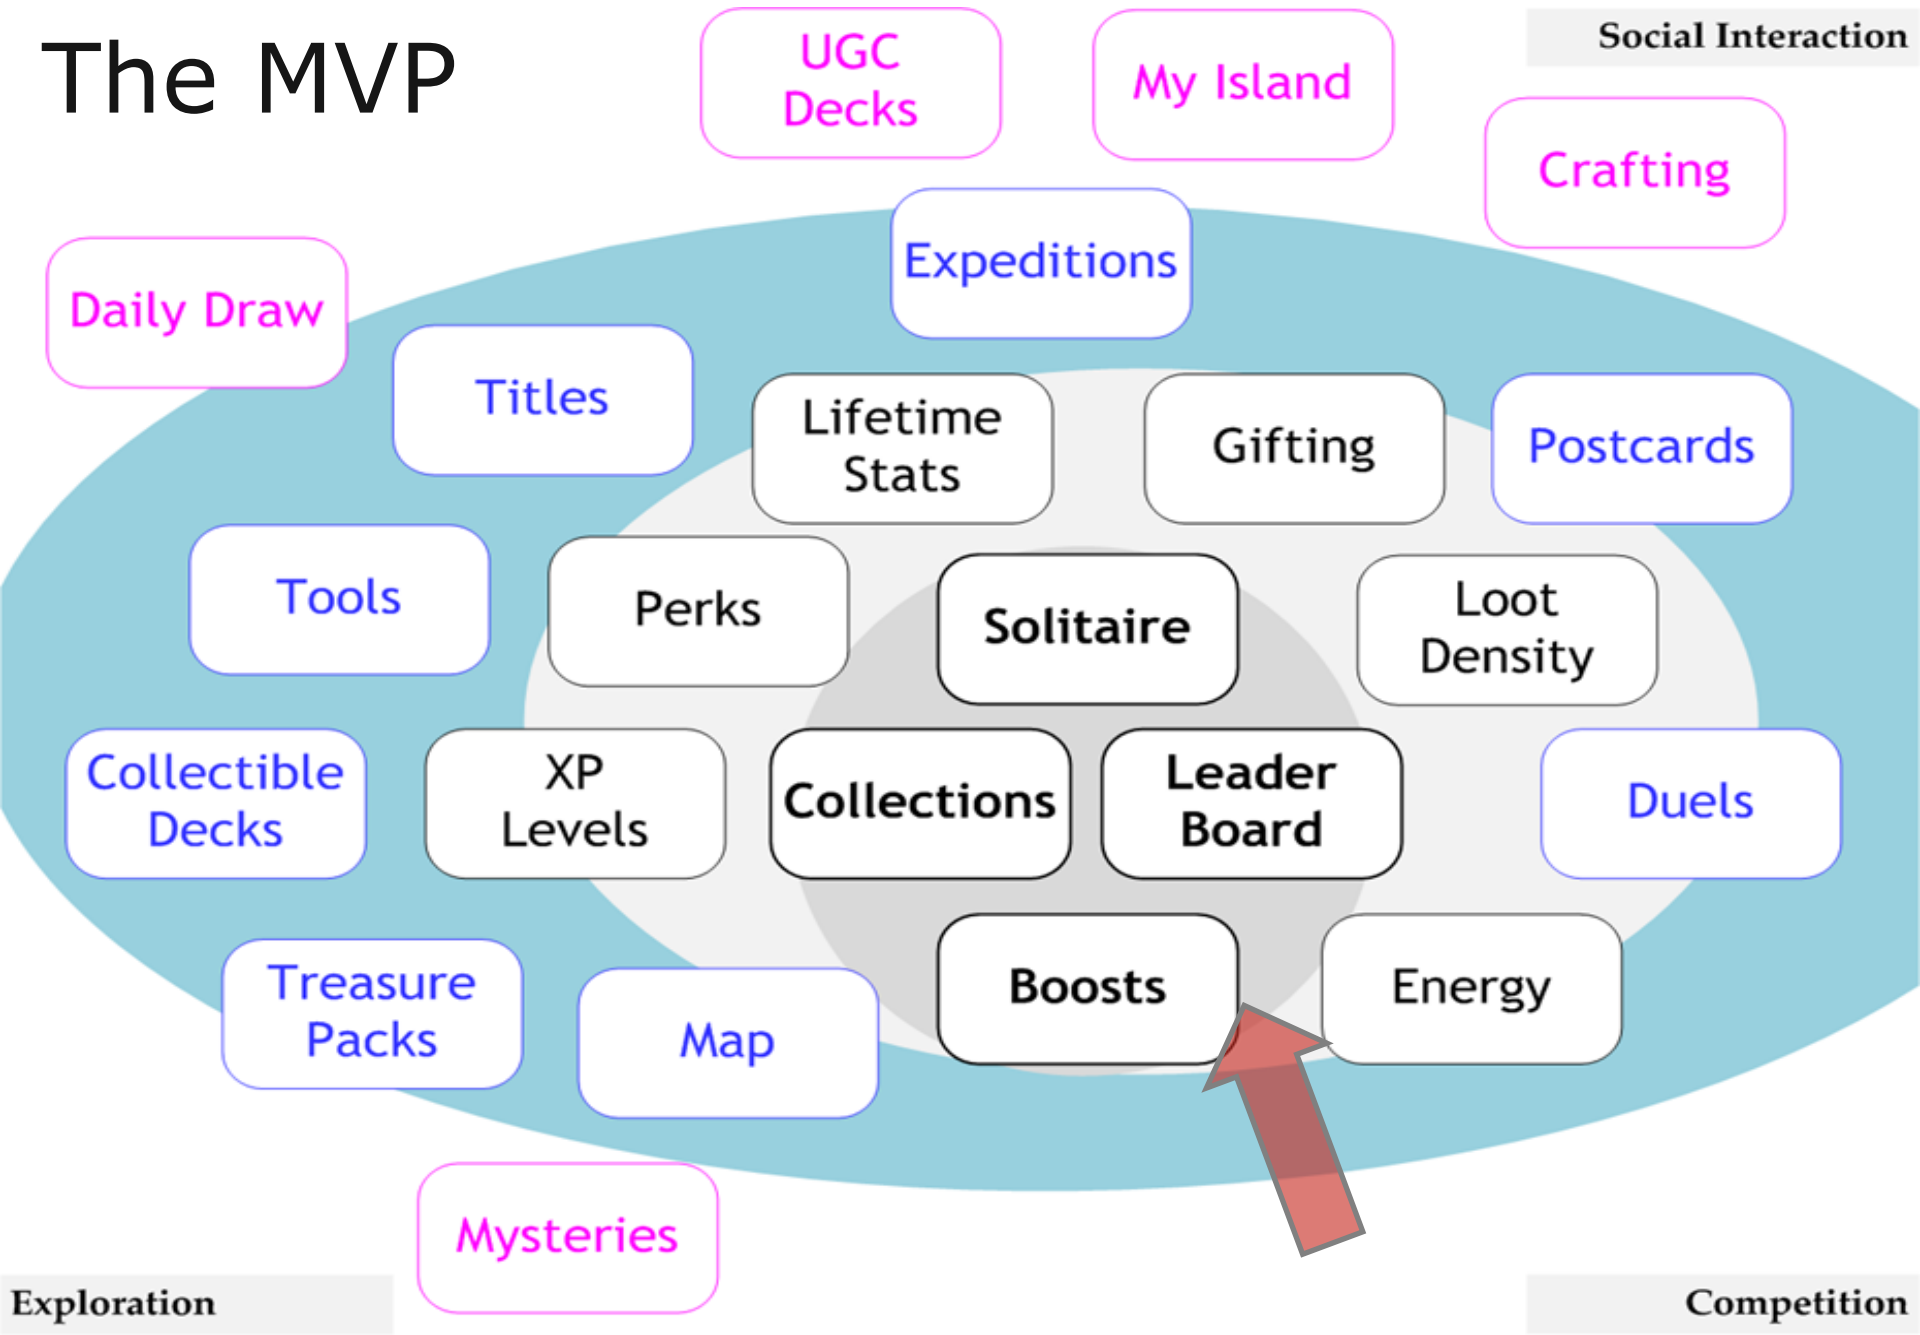 The MVP
UGC
Decks
My Island
Social Interaction
Crafting
Expeditions
Daily Draw
Titles
Lifetime
Stats
Gifting
Postcards
Tools
Perks
Solitaire
Loot
Density
Collectible
Decks
XP
Levels
Collections
Leader
Board
Duels
Treasure
Packs
Map
Boosts
Energy
Mysteries
Exploration
Competition